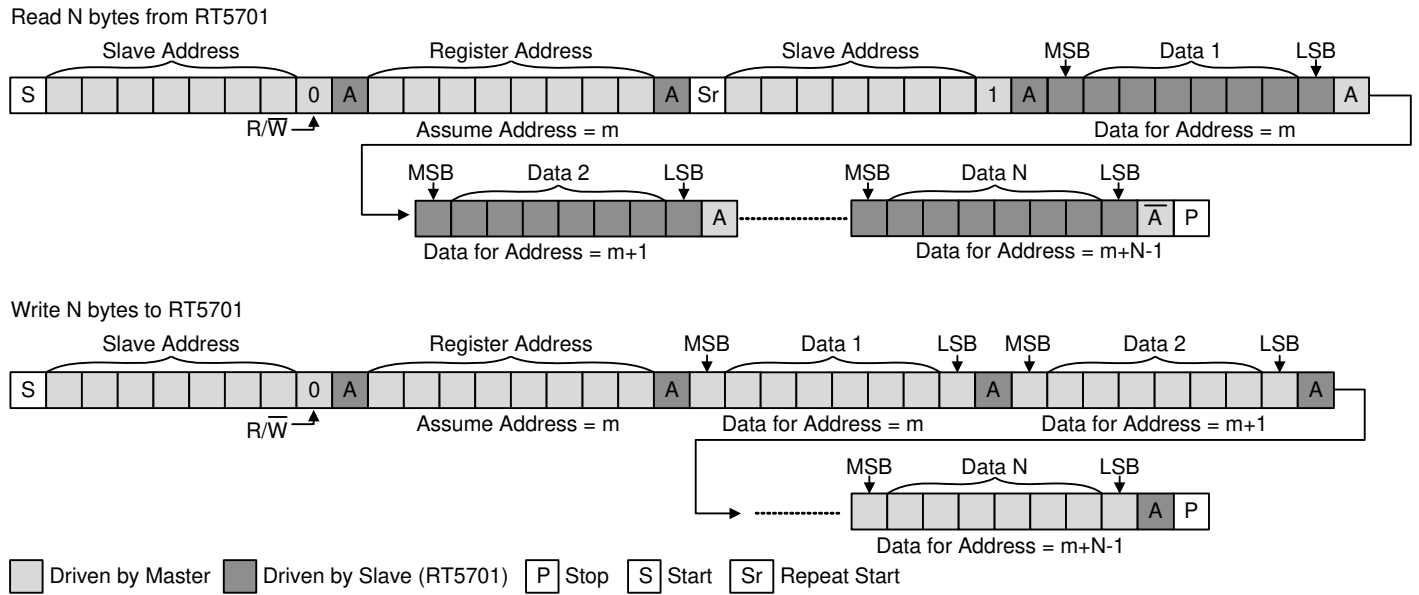 Read N bytes from RT5701
Slave Address Register Address Slave Address MSB Data 1 LSB
S 0 A A Sr 1 A A
R/W̅ Assume Address = m Data for Address = m
MSB Data 2 LSB MSB Data N LSB
A A̅ P
Data for Address = m+1 Data for Address = m+N-1
Write N bytes to RT5701
Slave Address Register Address MSB Data 1 LSB MSB Data 2 LSB
S 0 A A A A
R/W̅ Assume Address = m Data for Address = m Data for Address = m+1
MSB Data N LSB
A P
Data for Address = m+N-1
Driven by Master Driven by Slave (RT5701) P Stop S Start Sr Repeat Start